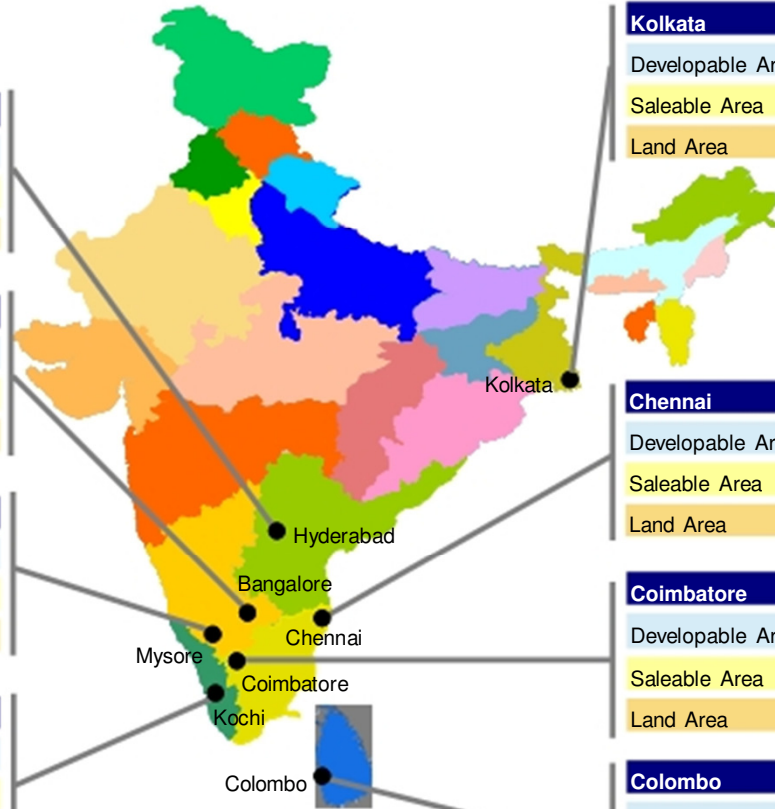 Kolkata
Developable Ar
Saleable Area
Land Area
Kolkata
Chennai
Developable Ar
Saleable Area
Land Area
Hyderabad
Bangalore
Chennai
Mysore
Coimbatore
Kochi
Coimbatore
Developable Ar
Saleable Area
Land Area
Colombo
Colombo